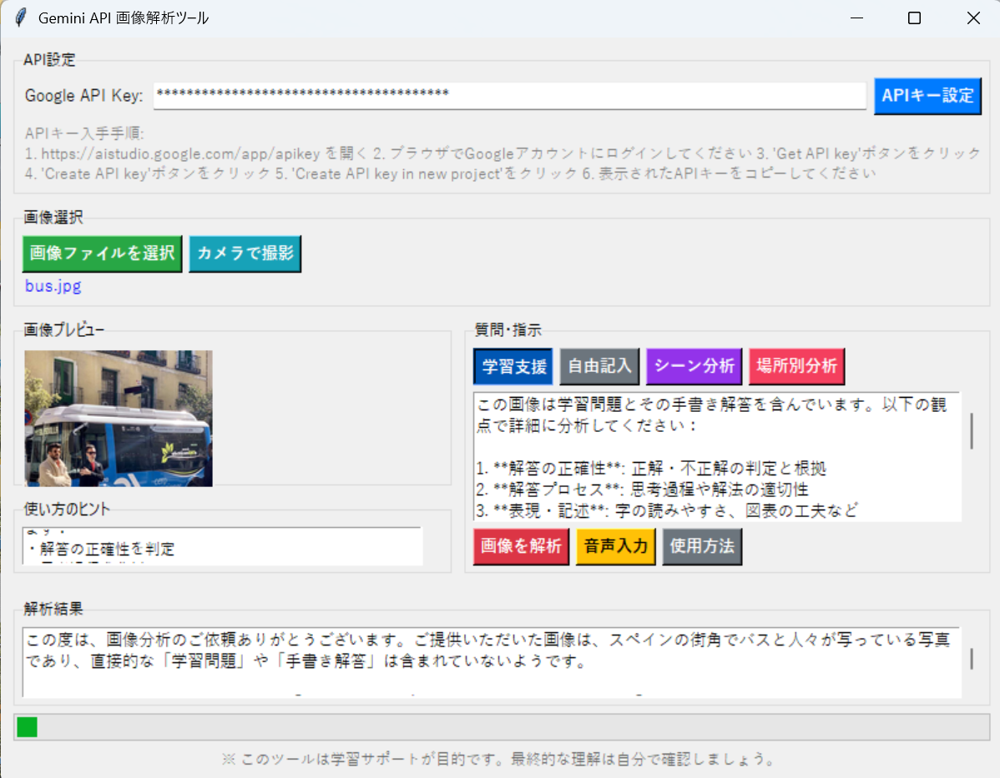 Gemini API 画像解析ツール
API設定
Google API Key: *************************************** APIキー設定
APIキー入手手順:
1. https://aistudio.google.com/app/apikey を開く 2. ブラウザでGoogleアカウントにログインしてください 3. 'Get API key'ボタンをクリック
4. 'Create API key'ボタンをクリック 5. 'Create API key in new project'をクリック 6. 表示されたAPIキーをコピーしてください
画像選択
画像ファイルを選択 カメラで撮影
bus.jpg
画像プレビュー
使い方のヒント
・解答の正確性を判定
質問・指示
学習支援 自由記入 シーン分析 場所別分析
この画像は学習問題とその手書き解答を含んでいます。以下の観
点で詳細に分析してください：
1. **解答の正確性**: 正解・不正解の判定と根拠
2. **解答プロセス**: 思考過程や解法の適切性
3. **表現・記述**: 字の読みやすさ、図表の工夫など
画像を解析 音声入力 使用方法
解析結果
この度は、画像分析のご依頼ありがとうございます。ご提供いただいた画像は、スペインの街角でバスと人々が写っている写真
であり、直接的な「学習問題」や「手書き解答」は含まれていないようです。
※ このツールは学習サポートが目的です。最終的な理解は自分で確認しましょう。